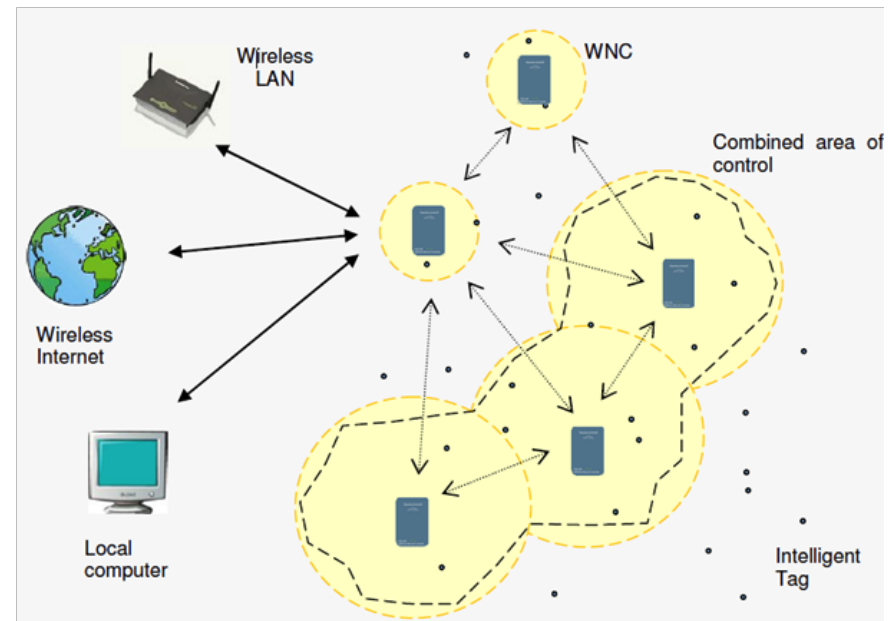 Wireless
LAN
WNC
Combined area of
control
Wireless
Internet
Local
computer
Intelligent
Tag